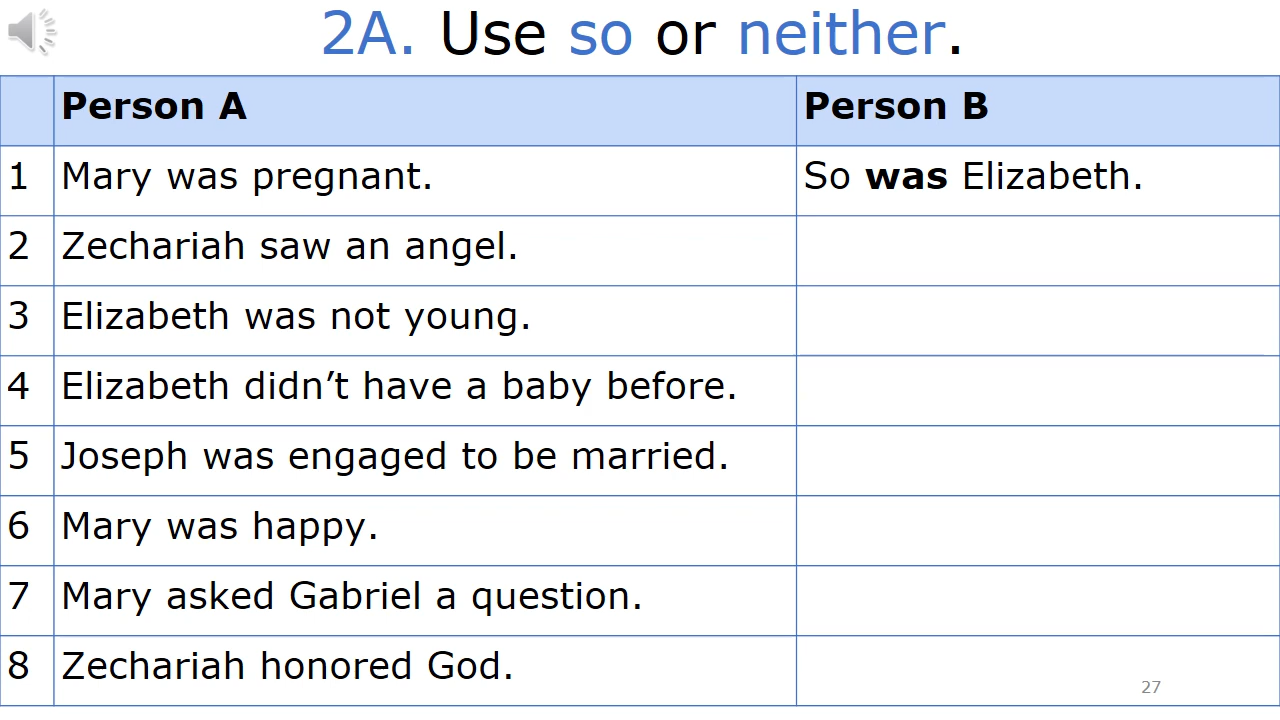 2A. Use so or neither.
Person A Person B
1 Mary was pregnant. So was Elizabeth.
2 Zechariah saw an angel.
3 Elizabeth was not young.
4 Elizabeth didn’t have a baby before.
5 Joseph was engaged to be married.
6 Mary was happy.
7 Mary asked Gabriel a question.
8 Zechariah honored God.
27